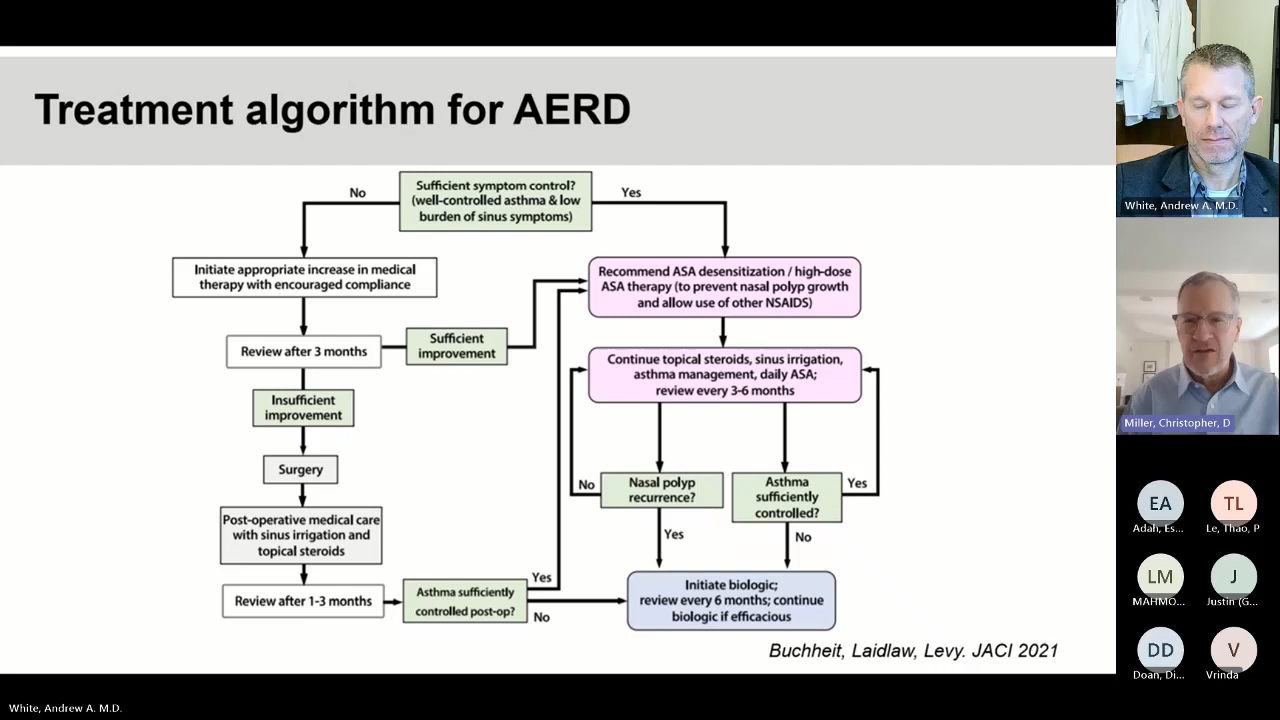 Treatment algorithm for AERD
No
Sufficient symptom control?
(well-controlled asthma & low
burden of sinus symptoms)
Yes
Initiate appropriate increase in medical
therapy with encouraged compliance
Recommend ASA desensitization / high-dose
ASA therapy (to prevent nasal polyp growth
and allow use of other NSAIDS)
Review after 3 months
Sufficient
improvement
Continue topical steroids, sinus irrigation,
asthma management, daily ASA;
review every 3-6 months
Insufficient
improvement
Surgery
No
Nasal polyp
recurrence?
Asthma
sufficiently
controlled?
Yes
Post-operative medical care
with sinus irrigation and
topical steroids
Yes
No
Review after 1-3 months
Asthma sufficiently
controlled post-op?
Yes
No
Initiate biologic;
review every 6 months; continue
biologic if efficacious
Buchheit, Laidlaw, Levy. JACI 2021
White, Andrew A. M.D.
White, Andrew A. M.D.
Miller, Christopher, D
EA
Adah, Es...
TL
Le, Thao, P
LM
MAHMO...
J
Justin (G...
DD
Doan, Di...
V
Vrinda